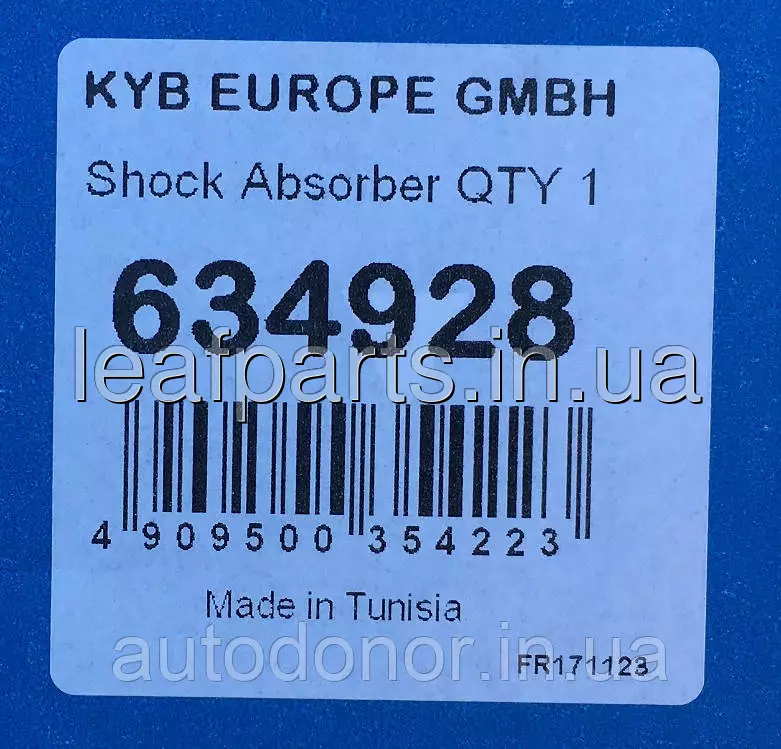 KYB EUROPE GMBH
Shock Absorber QTY 1
634928
leafparts.in.ua
4 909500 354223
Made in Tunisia
autodonor.in.ua
FR171123